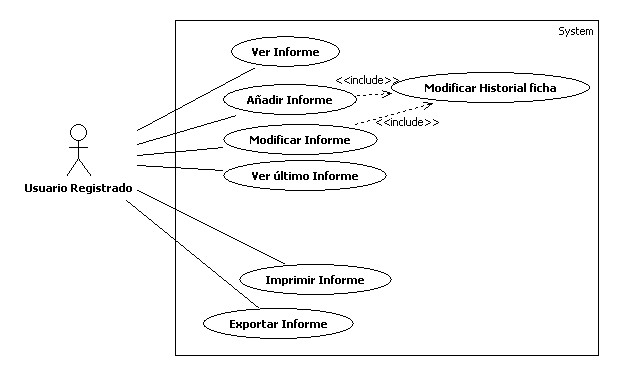 System
Ver Informe
<<include>>
Modificar Historial ficha
Añadir Informe
<<include>>
Modificar Informe
Ver último Informe
Usuario Registrado
Imprimir Informe
Exportar Informe